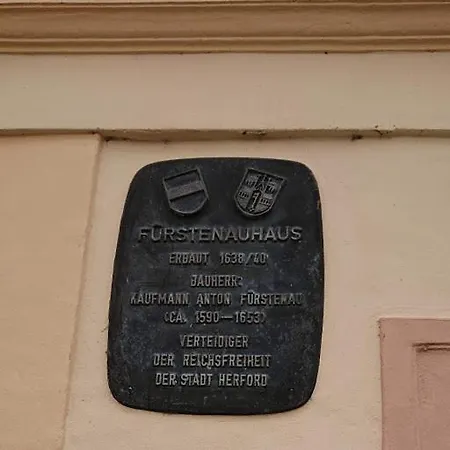 FÜRSTENAUHAUS
ERBAUT 1638/40
BAUHERR:
KAUFMANN ANTON FÜRSTENAU
(CA. 1590—1653)
VERTEIDIGER
DER REICHSFREIHEIT
DER STADT HERFORD